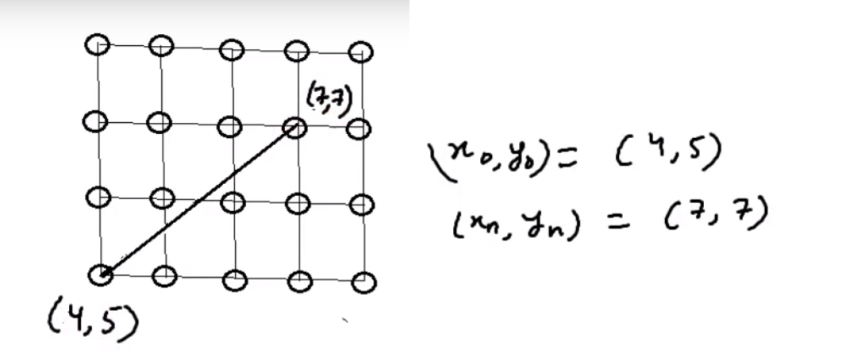 (7,7)
(x₀,y₀) = (4,5)
(xₙ, yₙ) = (7,7)
(4,5)